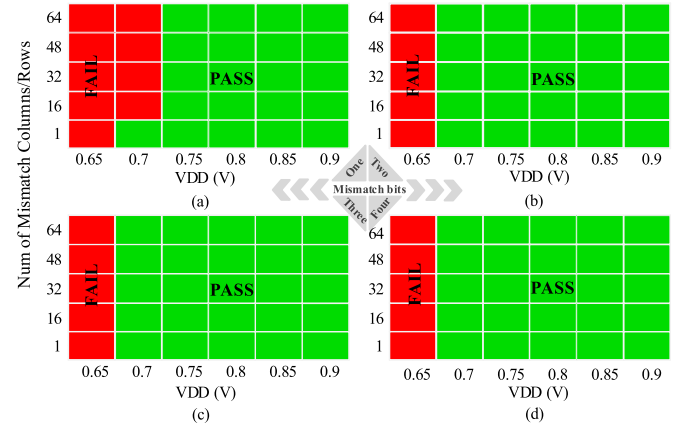 Num of Mismatch Columns/Rows
64
48
32
16
1
FAIL
PASS
0.65 0.7 0.75 0.8 0.85 0.9
VDD (V)
(a)
64
48
32
16
1
FAIL
PASS
0.65 0.7 0.75 0.8 0.85 0.9
VDD (V)
(b)
One Two
Mismatch bits
Three Four
64
48
32
16
1
FAIL
PASS
0.65 0.7 0.75 0.8 0.85 0.9
VDD (V)
(c)
64
48
32
16
1
FAIL
PASS
0.65 0.7 0.75 0.8 0.85 0.9
VDD (V)
(d)